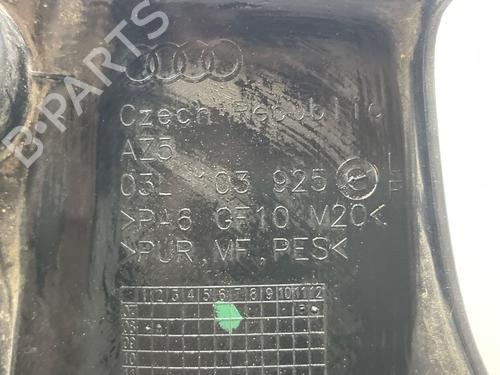 B-PARTS
Czech Republic
AZ5
03L 103 925
>PA6 GF10 M20<
>PUR,VF,PES<
1 2 3 4 5 6 7 8 9 10 11 12